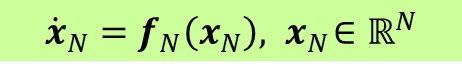 ẋ_N = f_N(x_N), x_N ∈ ℝ^N